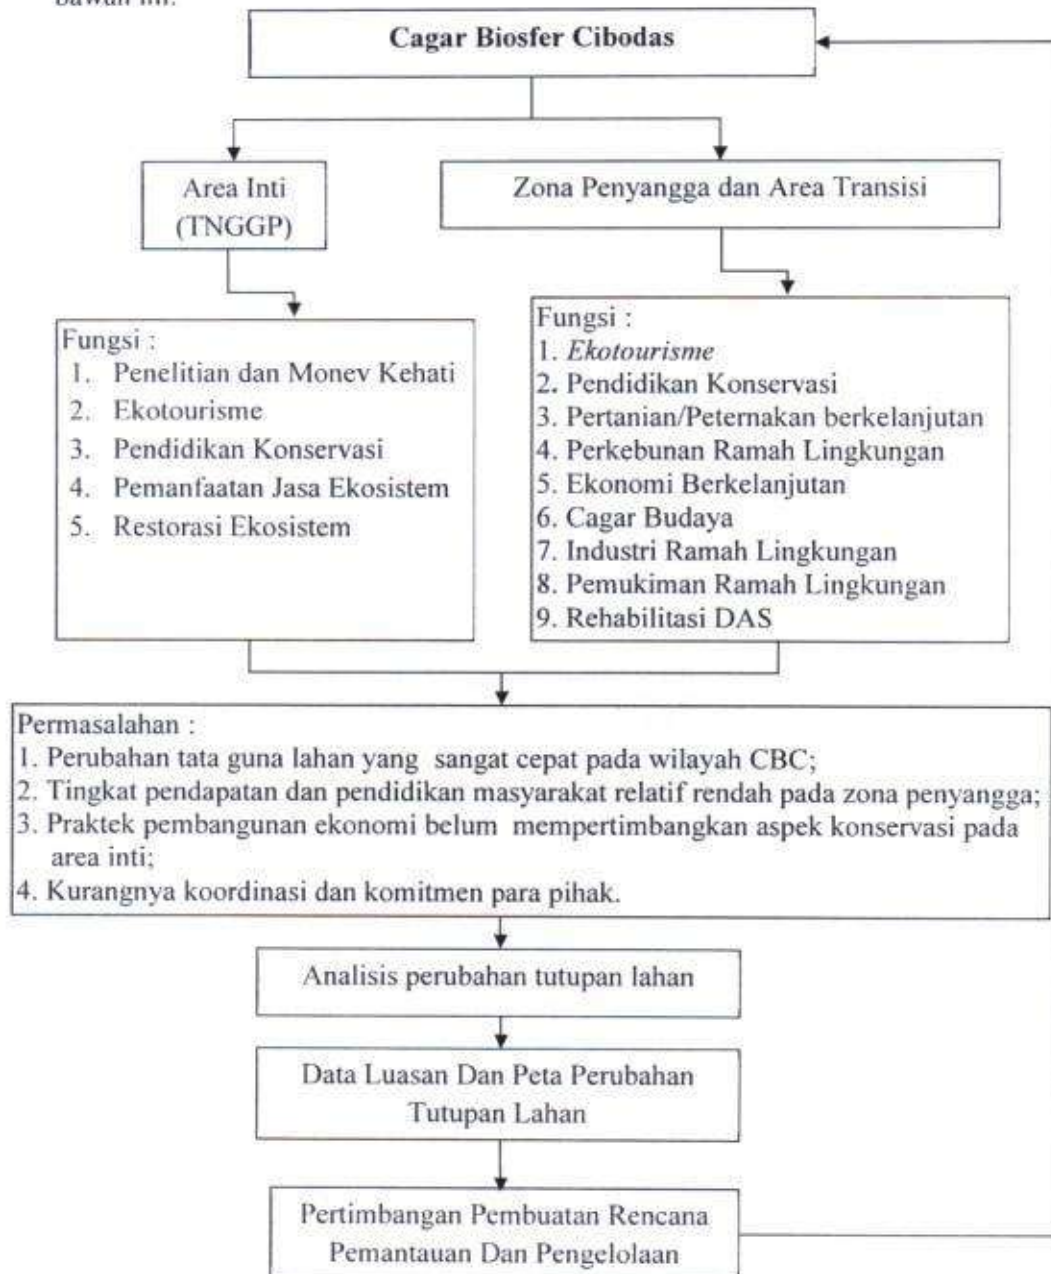 bawah ini:
Cagar Biosfer Cibodas
Area Inti
(TNGGP)
Zona Penyangga dan Area Transisi
Fungsi :
1. Penelitian dan Monev Kehati
2. Ekotourisme
3. Pendidikan Konservasi
4. Pemanfaatan Jasa Ekosistem
5. Restorasi Ekosistem
Fungsi :
1. Ekotourisme
2. Pendidikan Konservasi
3. Pertanian/Peternakan berkelanjutan
4. Perkebunan Ramah Lingkungan
5. Ekonomi Berkelanjutan
6. Cagar Budaya
7. Industri Ramah Lingkungan
8. Pemukiman Ramah Lingkungan
9. Rehabilitasi DAS
Permasalahan :
1. Perubahan tata guna lahan yang sangat cepat pada wilayah CBC;
2. Tingkat pendapatan dan pendidikan masyarakat relatif rendah pada zona penyangga;
3. Praktek pembangunan ekonomi belum mempertimbangkan aspek konservasi pada
area inti;
4. Kurangnya koordinasi dan komitmen para pihak.
Analisis perubahan tutupan lahan
Data Luasan Dan Peta Perubahan
Tutupan Lahan
Pertimbangan Pembuatan Rencana
Pemantauan Dan Pengelolaan